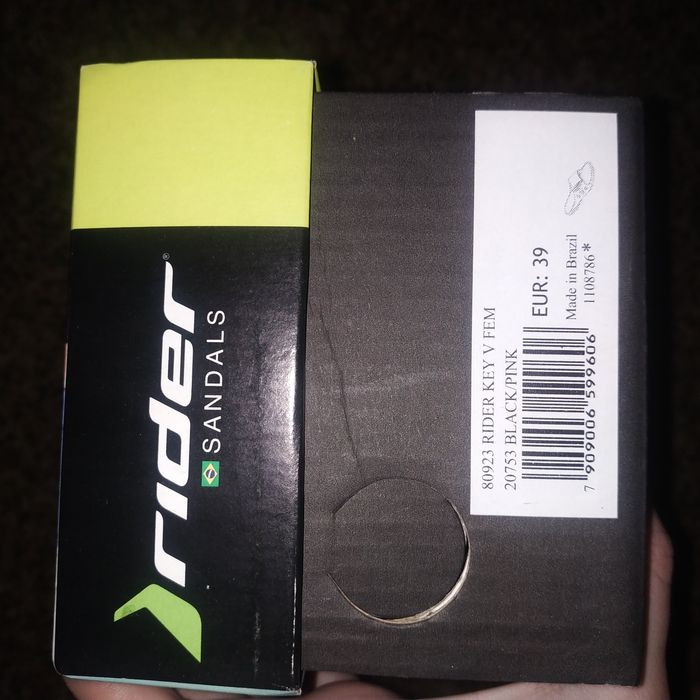 rider®
SANDALS
80923 RIDER KEY V FEM
20753 BLACK/PINK
EUR: 39
Made in Brazil
1108786*
7 909006 599606